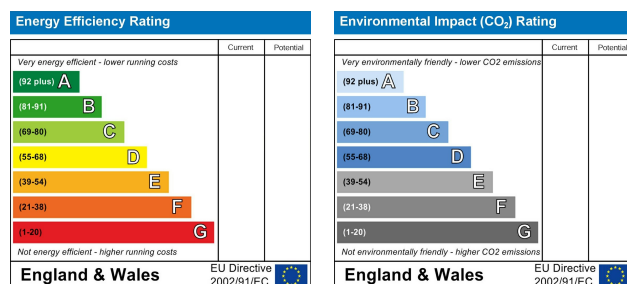 Energy Efficiency Rating
Current Potential
Very energy efficient - lower running costs
(92 plus) A
(81-91) B
(69-80) C
(55-68) D
(39-54) E
(21-38) F
(1-20) G
Not energy efficient - higher running costs
England & Wales
EU Directive
2002/91/EC
Environmental Impact (CO₂) Rating
Current Potential
Very environmentally friendly - lower CO2 emissions
(92 plus) A
(81-91) B
(69-80) C
(55-68) D
(39-54) E
(21-38) F
(1-20) G
Not environmentally friendly - higher CO2 emissions
England & Wales
EU Directive
2002/91/EC